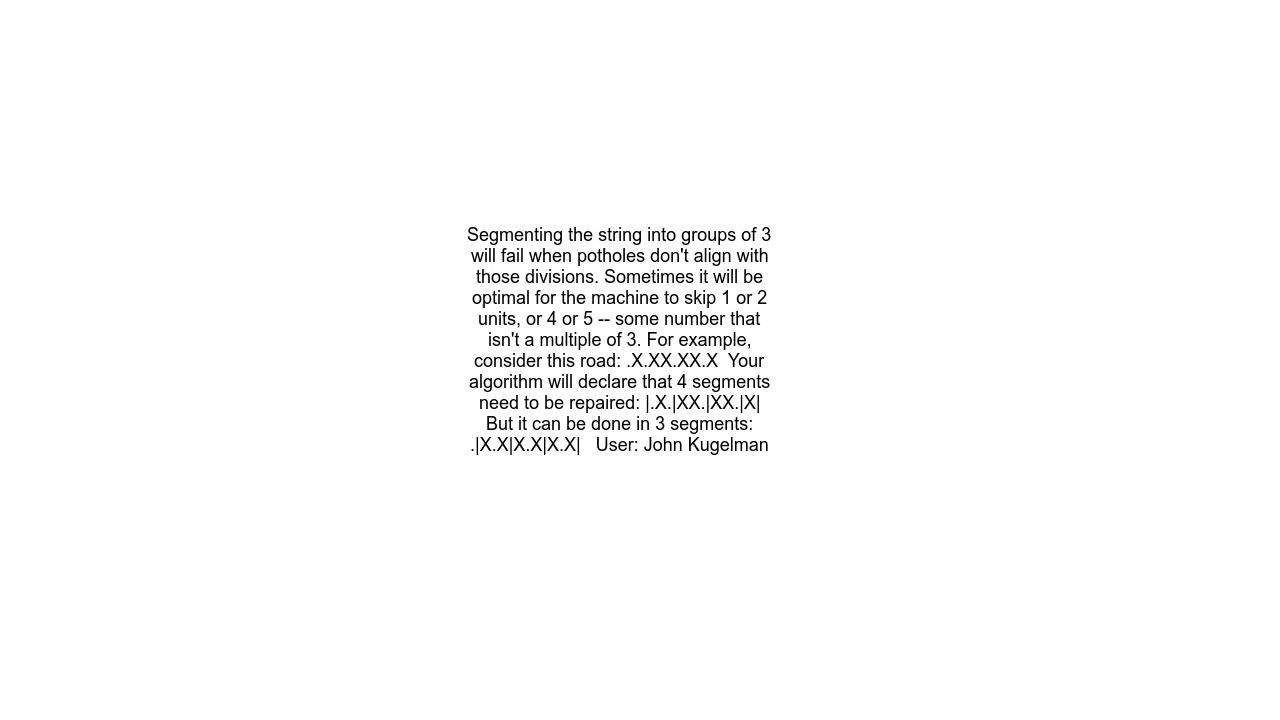 Segmenting the string into groups of 3
will fail when potholes don't align with
those divisions. Sometimes it will be
optimal for the machine to skip 1 or 2
units, or 4 or 5 -- some number that
isn't a multiple of 3. For example,
consider this road: .X.XX.XX.X  Your
algorithm will declare that 4 segments
need to be repaired: |.X.|XX.|XX.|X|
But it can be done in 3 segments:
.|X.X|X.X|X.X|   User: John Kugelman